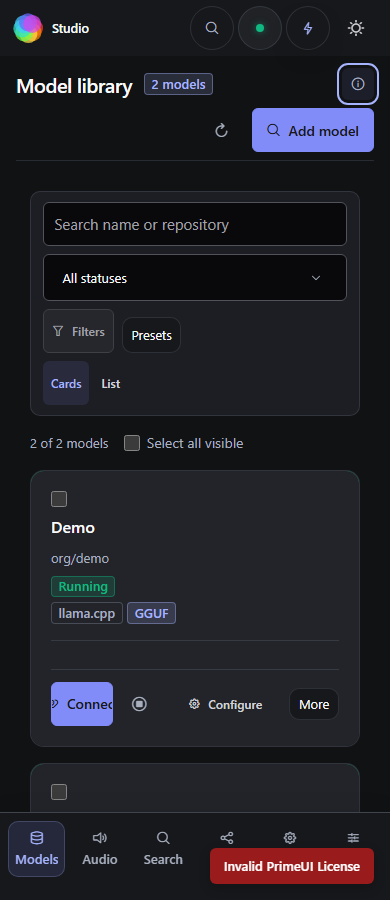 Studio
Model library
2 models
Add model
Search name or repository
All statuses
Filters
Presets
Cards
List
2 of 2 models
Select all visible
Demo
org/demo
Running
llama.cpp
GGUF
Connec
Configure
More
Models
Audio
Search
Invalid PrimeUI License